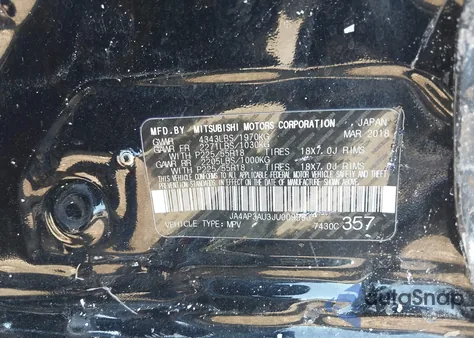 MFD.BY MITSUBISHI MOTORS CORPORATION, JAPAN
GVWR 4343LBS/1970KG MAR 2018
GAWR FR 2271LBS/1030KG
WITH P225/55R18 TIRES 18X7.0J RIMS
GAWR RR 2205LBS/1000KG
WITH P225/55R18 TIRES 18X7.0J RIMS
VEHICLE TYPE: MPV 7430C 357
AutoSnap